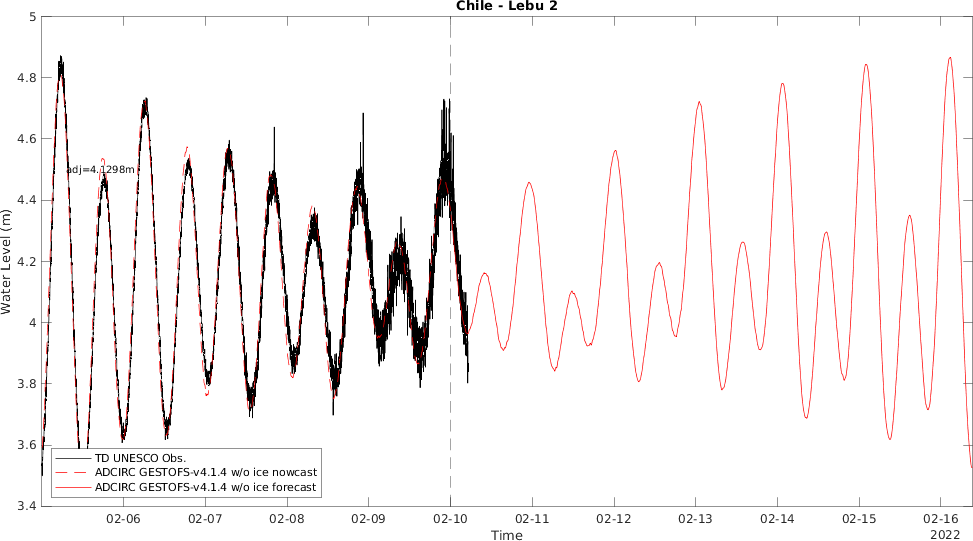 Chile - Lebu 2
5
4.8
4.6
4.4
4.2
4
3.8
3.6
3.4
Water Level (m)
adj=4.1298m
TD UNESCO Obs.
ADCIRC GESTOFS-v4.1.4 w/o ice nowcast
ADCIRC GESTOFS-v4.1.4 w/o ice forecast
02-06 02-07 02-08 02-09 02-10 02-11 02-12 02-13 02-14 02-15 02-16
Time
2022